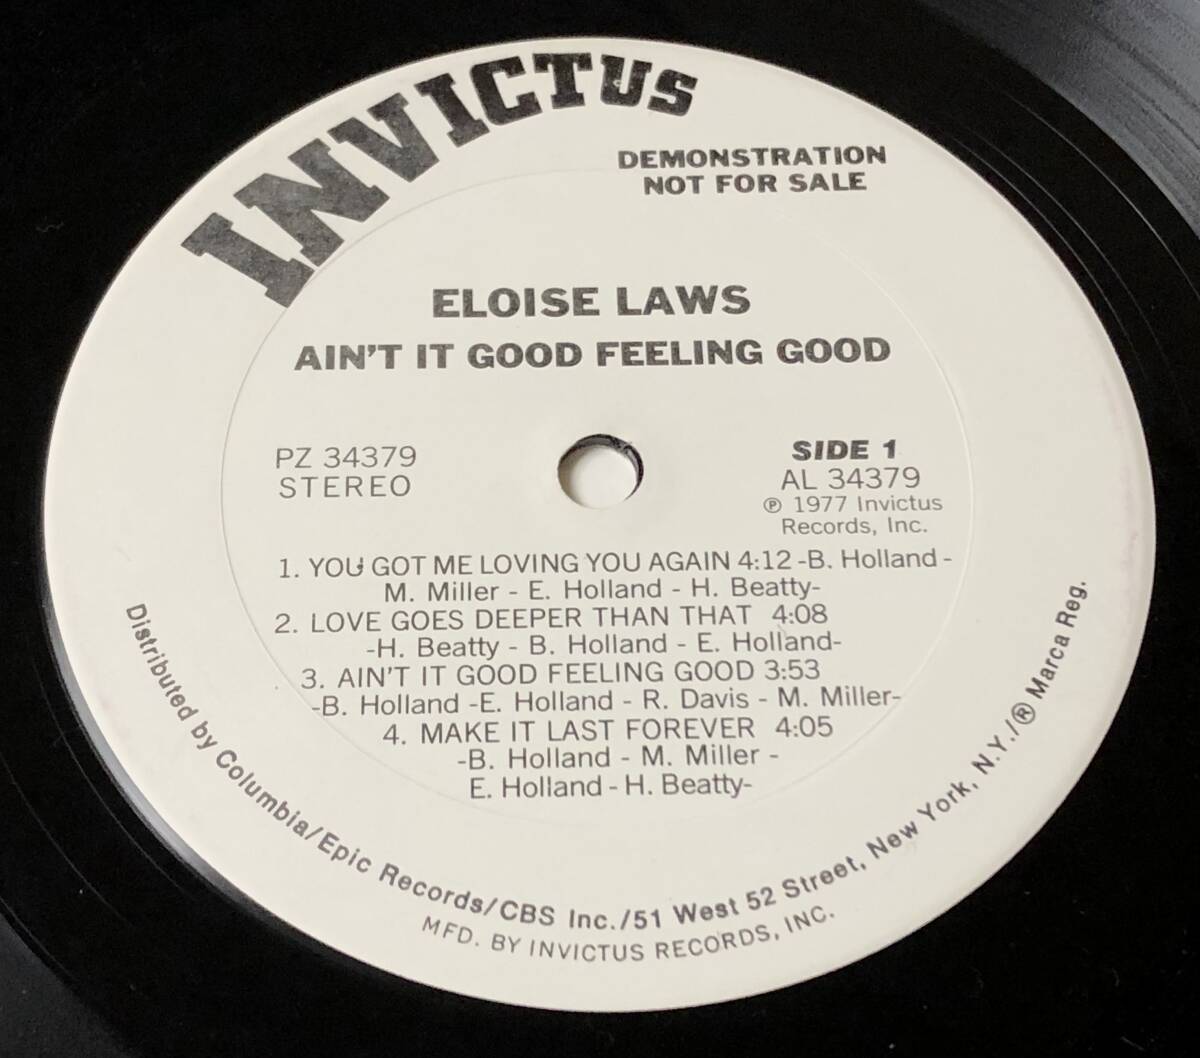 INVICTUS
DEMONSTRATION
NOT FOR SALE
ELOISE LAWS
AIN'T IT GOOD FEELING GOOD
PZ 34379
STEREO
SIDE 1
AL 34379
℗ 1977 Invictus
Records, Inc.
1. YOU GOT ME LOVING YOU AGAIN 4:12 -B. Holland -
M. Miller - E. Holland - H. Beatty-
2. LOVE GOES DEEPER THAN THAT 4:08
-H. Beatty - B. Holland - E. Holland-
3. AIN'T IT GOOD FEELING GOOD 3:53
-B. Holland -E. Holland - R. Davis - M. Miller-
4. MAKE IT LAST FOREVER 4:05
-B. Holland - M. Miller -
E. Holland - H. Beatty-
Distributed by Columbia/Epic Records/CBS Inc./51 West 52 Street, New York, N.Y./® Marca Reg.
MFD. BY INVICTUS RECORDS, INC.